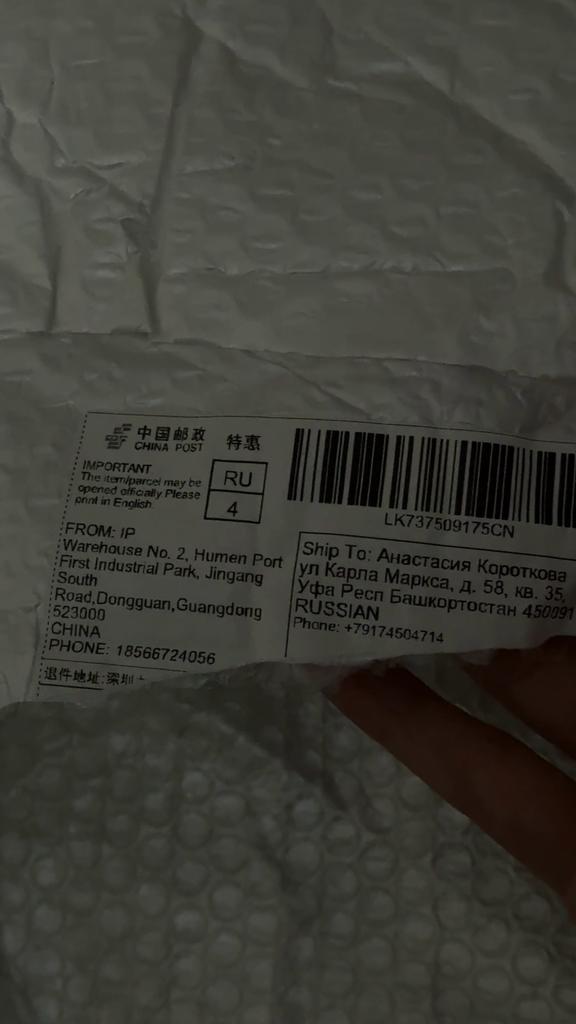 中国邮政
CHINA POST
特惠
IMPORTANT
The item/parcel may be
opened officially Please
print in English
RU
4
LK737509175CN
FROM: IP
Warehouse No. 2, Humen Port
First Industrial Park, Jingang
South
Road,Dongguan,Guangdong
523000
CHINA
PHONE: 18566724056
Ship To: Анастасия Короткова
ул Карла Маркса, д. 58, кв. 35,
Уфа Респ Башкортостан 450091
RUSSIAN
Phone: +79174504714
退件地址:深圳